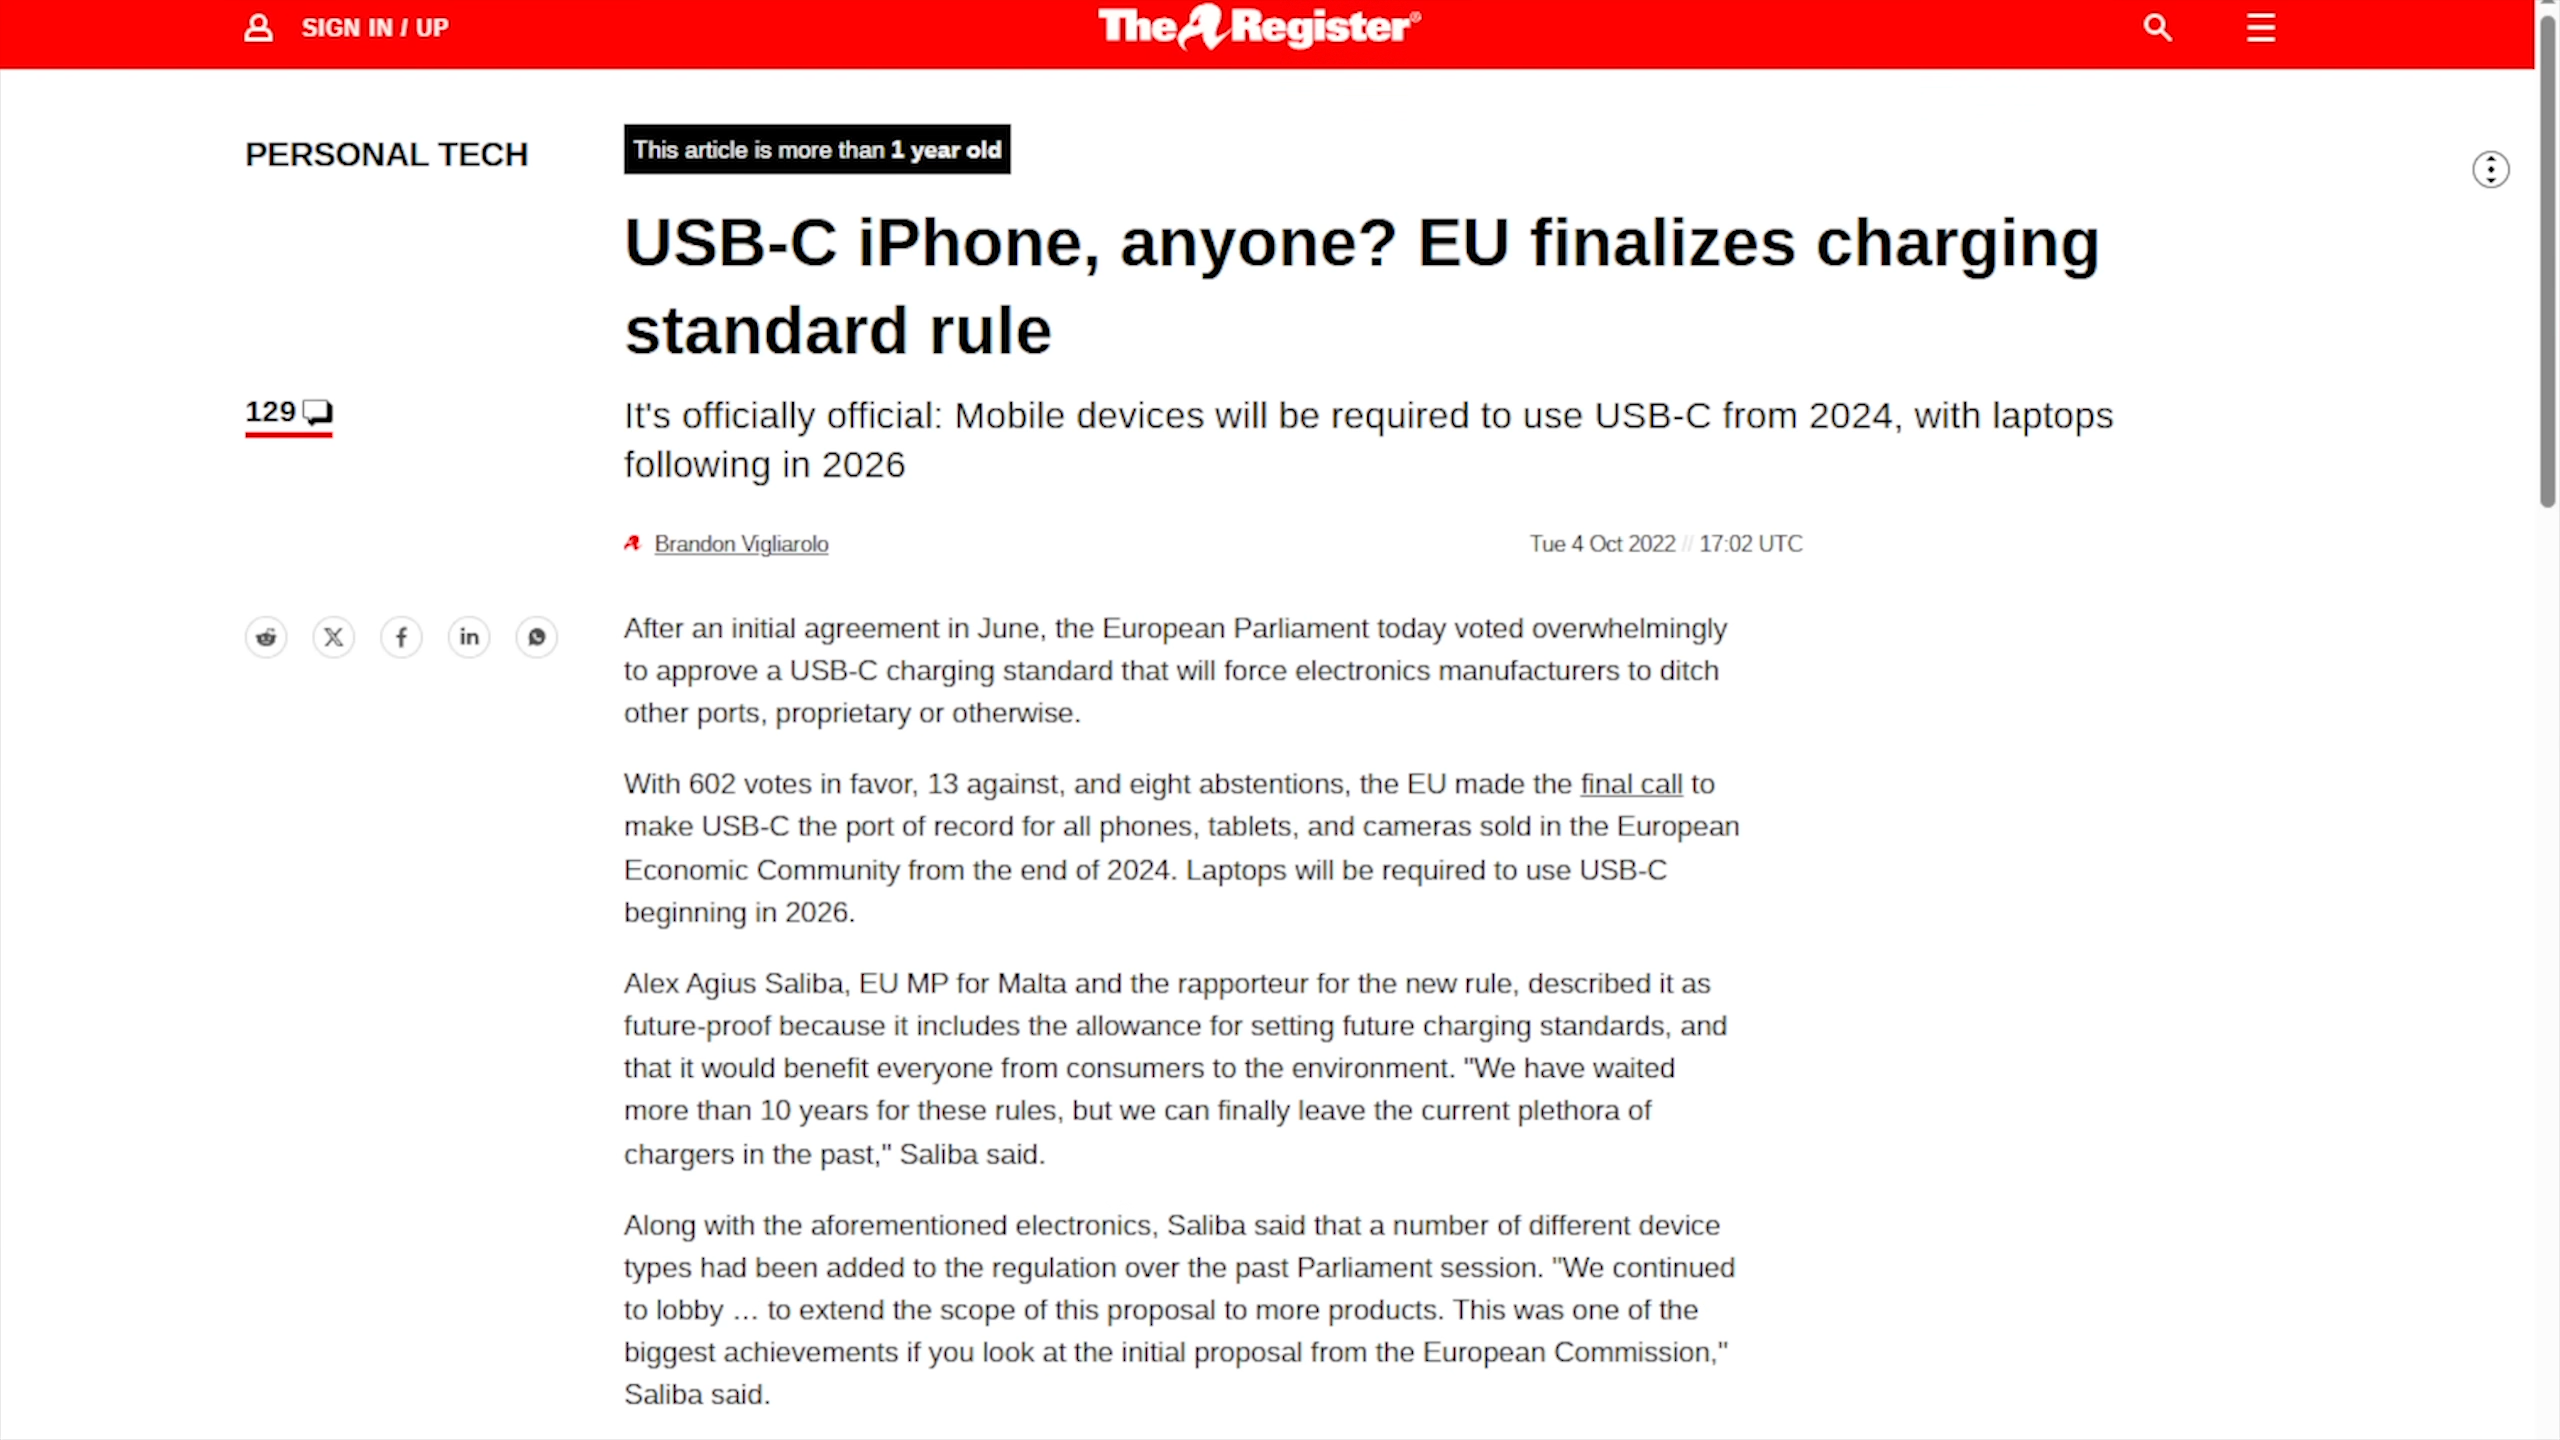 SIGN IN / UP
The Register®
PERSONAL TECH
This article is more than 1 year old
USB-C iPhone, anyone? EU finalizes charging
standard rule
129
It's officially official: Mobile devices will be required to use USB-C from 2024, with laptops
following in 2026
Brandon Vigliarolo
Tue 4 Oct 2022 // 17:02 UTC
After an initial agreement in June, the European Parliament today voted overwhelmingly
to approve a USB-C charging standard that will force electronics manufacturers to ditch
other ports, proprietary or otherwise.
With 602 votes in favor, 13 against, and eight abstentions, the EU made the final call to
make USB-C the port of record for all phones, tablets, and cameras sold in the European
Economic Community from the end of 2024. Laptops will be required to use USB-C
beginning in 2026.
Alex Agius Saliba, EU MP for Malta and the rapporteur for the new rule, described it as
future-proof because it includes the allowance for setting future charging standards, and
that it would benefit everyone from consumers to the environment. "We have waited
more than 10 years for these rules, but we can finally leave the current plethora of
chargers in the past," Saliba said.
Along with the aforementioned electronics, Saliba said that a number of different device
types had been added to the regulation over the past Parliament session. "We continued
to lobby … to extend the scope of this proposal to more products. This was one of the
biggest achievements if you look at the initial proposal from the European Commission,"
Saliba said.